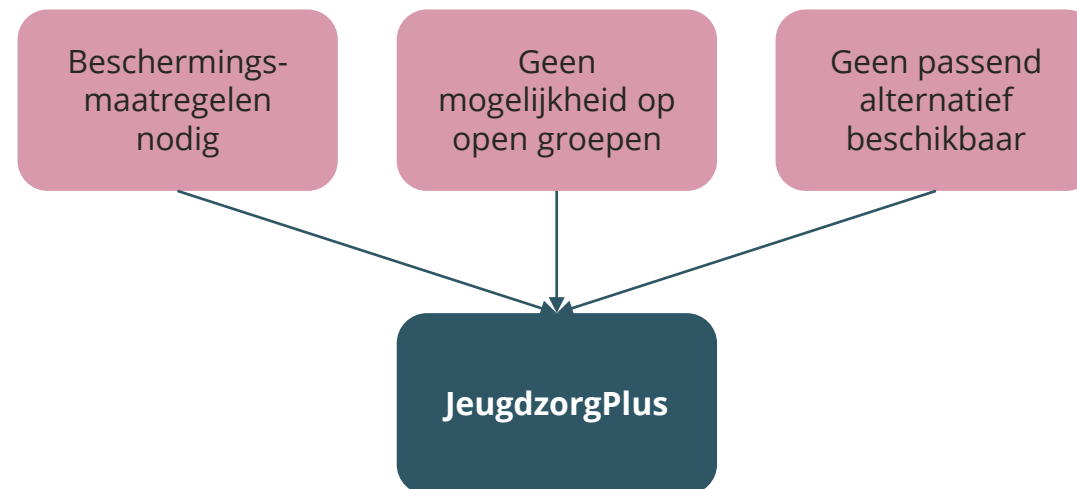 Beschermings-
maatregelen
nodig
Geen
mogelijkheid op
open groepen
Geen passend
alternatief
beschikbaar
JeugdzorgPlus